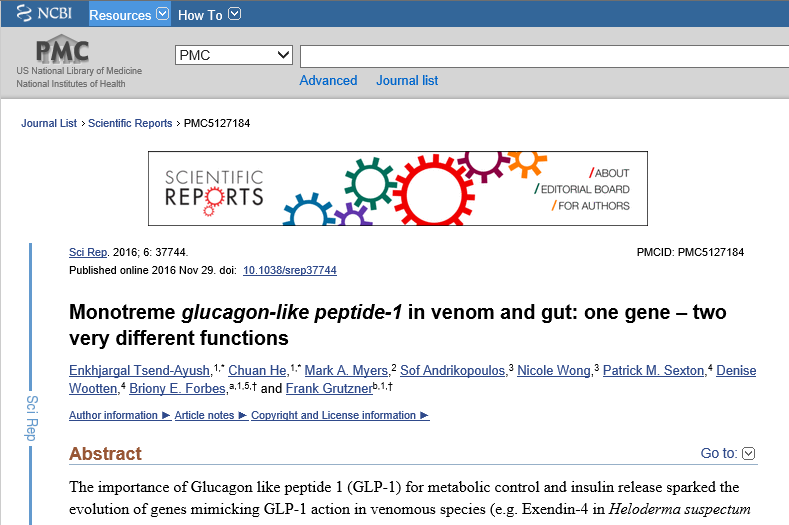 NCBI Resources How To
PMC
US National Library of Medicine
National Institutes of Health
PMC
Advanced Journal list
Journal List › Scientific Reports › PMC5127184
SCIENTIFIC
REPORTS
/ABOUT
/EDITORIAL BOARD
/FOR AUTHORS
Sci Rep. 2016; 6: 37744. PMCID: PMC5127184
Published online 2016 Nov 29. doi: 10.1038/srep37744
Monotreme glucagon-like peptide-1 in venom and gut: one gene – two
very different functions
Enkhjargal Tsend-Ayush,1,* Chuan He,1,* Mark A. Myers,2 Sof Andrikopoulos,3 Nicole Wong,3 Patrick M. Sexton,4 Denise
Wootten,4 Briony E. Forbes,a,1,5,† and Frank Grutznerb,1,†
Author information ► Article notes ► Copyright and License information ►
Sci Rep
Abstract Go to:
The importance of Glucagon like peptide 1 (GLP-1) for metabolic control and insulin release sparked the
evolution of genes mimicking GLP-1 action in venomous species (e.g. Exendin-4 in Heloderma suspectum